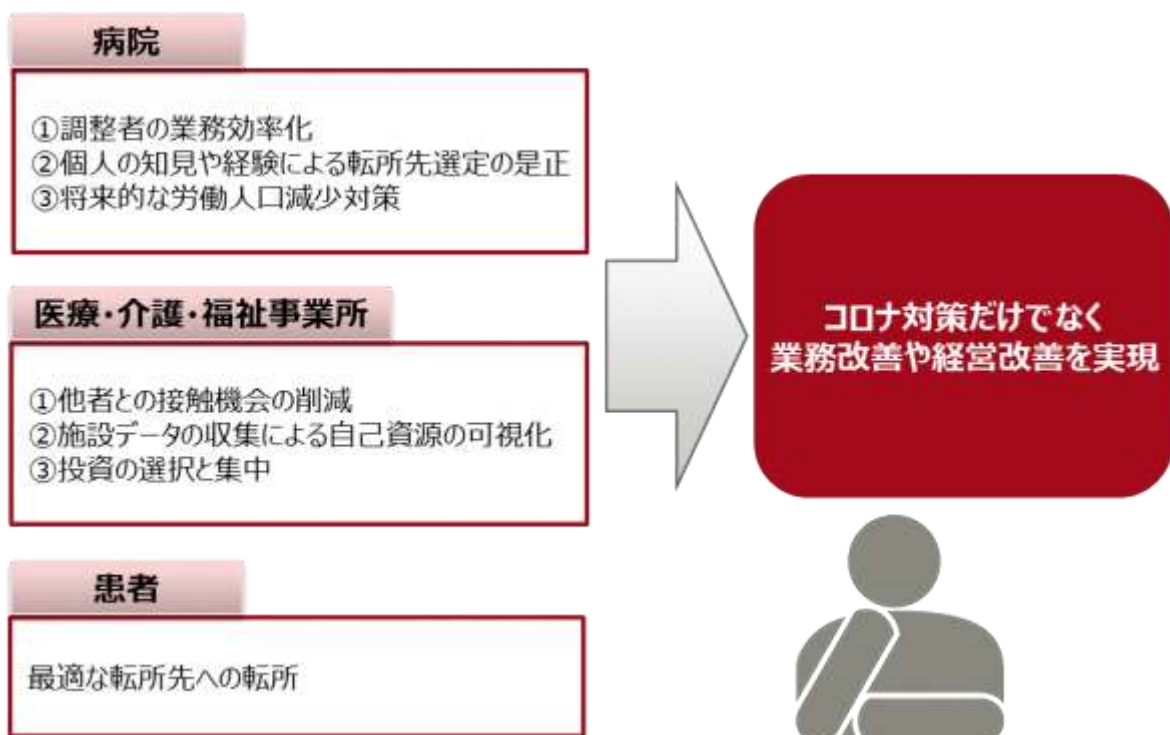 病院
①調整者の業務効率化
②個人の知見や経験による転所先選定の是正
③将来的な労働人口減少対策
医療・介護・福祉事業所
①他者との接触機会の削減
②施設データの収集による自己資源の可視化
③投資の選択と集中
患者
最適な転所先への転所
コロナ対策だけでなく
業務改善や経営改善を実現